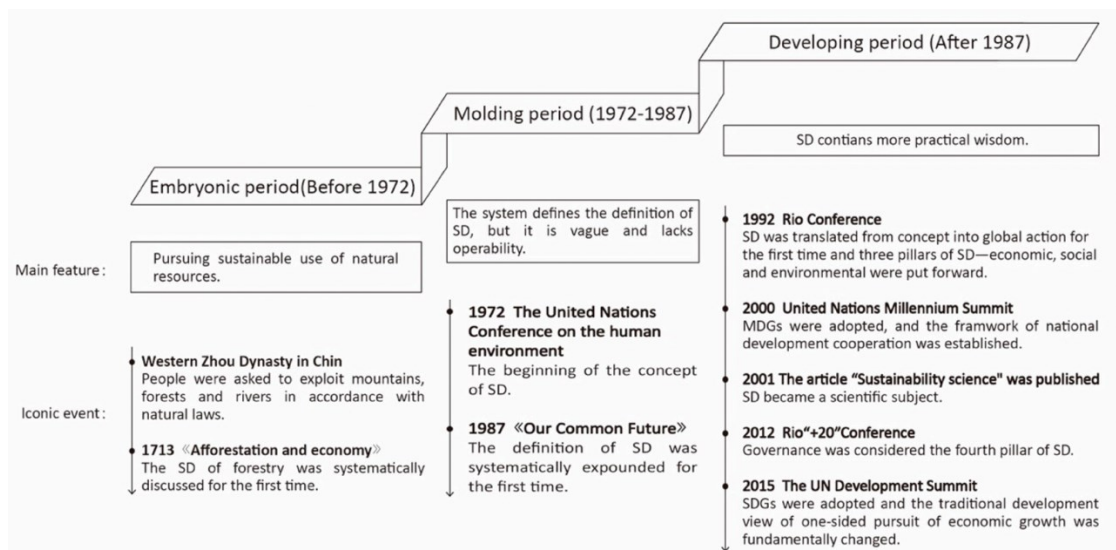 Developing period (After 1987)
Molding period (1972-1987)
Embryonic period(Before 1972)
SD contians more practical wisdom.
The system defines the definition of
SD, but it is vague and lacks
operability.
Main feature:
Pursuing sustainable use of natural
resources.
Iconic event:
Western Zhou Dynasty in Chin
People were asked to exploit mountains,
forests and rivers in accordance with
natural laws.
1713 《Afforestation and economy》
The SD of forestry was systematically
discussed for the first time.
1972 The United Nations
Conference on the human
environment
The beginning of the concept
of SD.
1987 《Our Common Future》
The definition of SD was
systematically expounded for
the first time.
1992 Rio Conference
SD was translated from concept into global action for
the first time and three pillars of SD—economic, social
and environmental were put forward.
2000 United Nations Millennium Summit
MDGs were adopted, and the framwork of national
development cooperation was established.
2001 The article “Sustainability science" was published
SD became a scientific subject.
2012 Rio“+20”Conference
Governance was considered the fourth pillar of SD.
2015 The UN Development Summit
SDGs were adopted and the traditional development
view of one-sided pursuit of economic growth was
fundamentally changed.